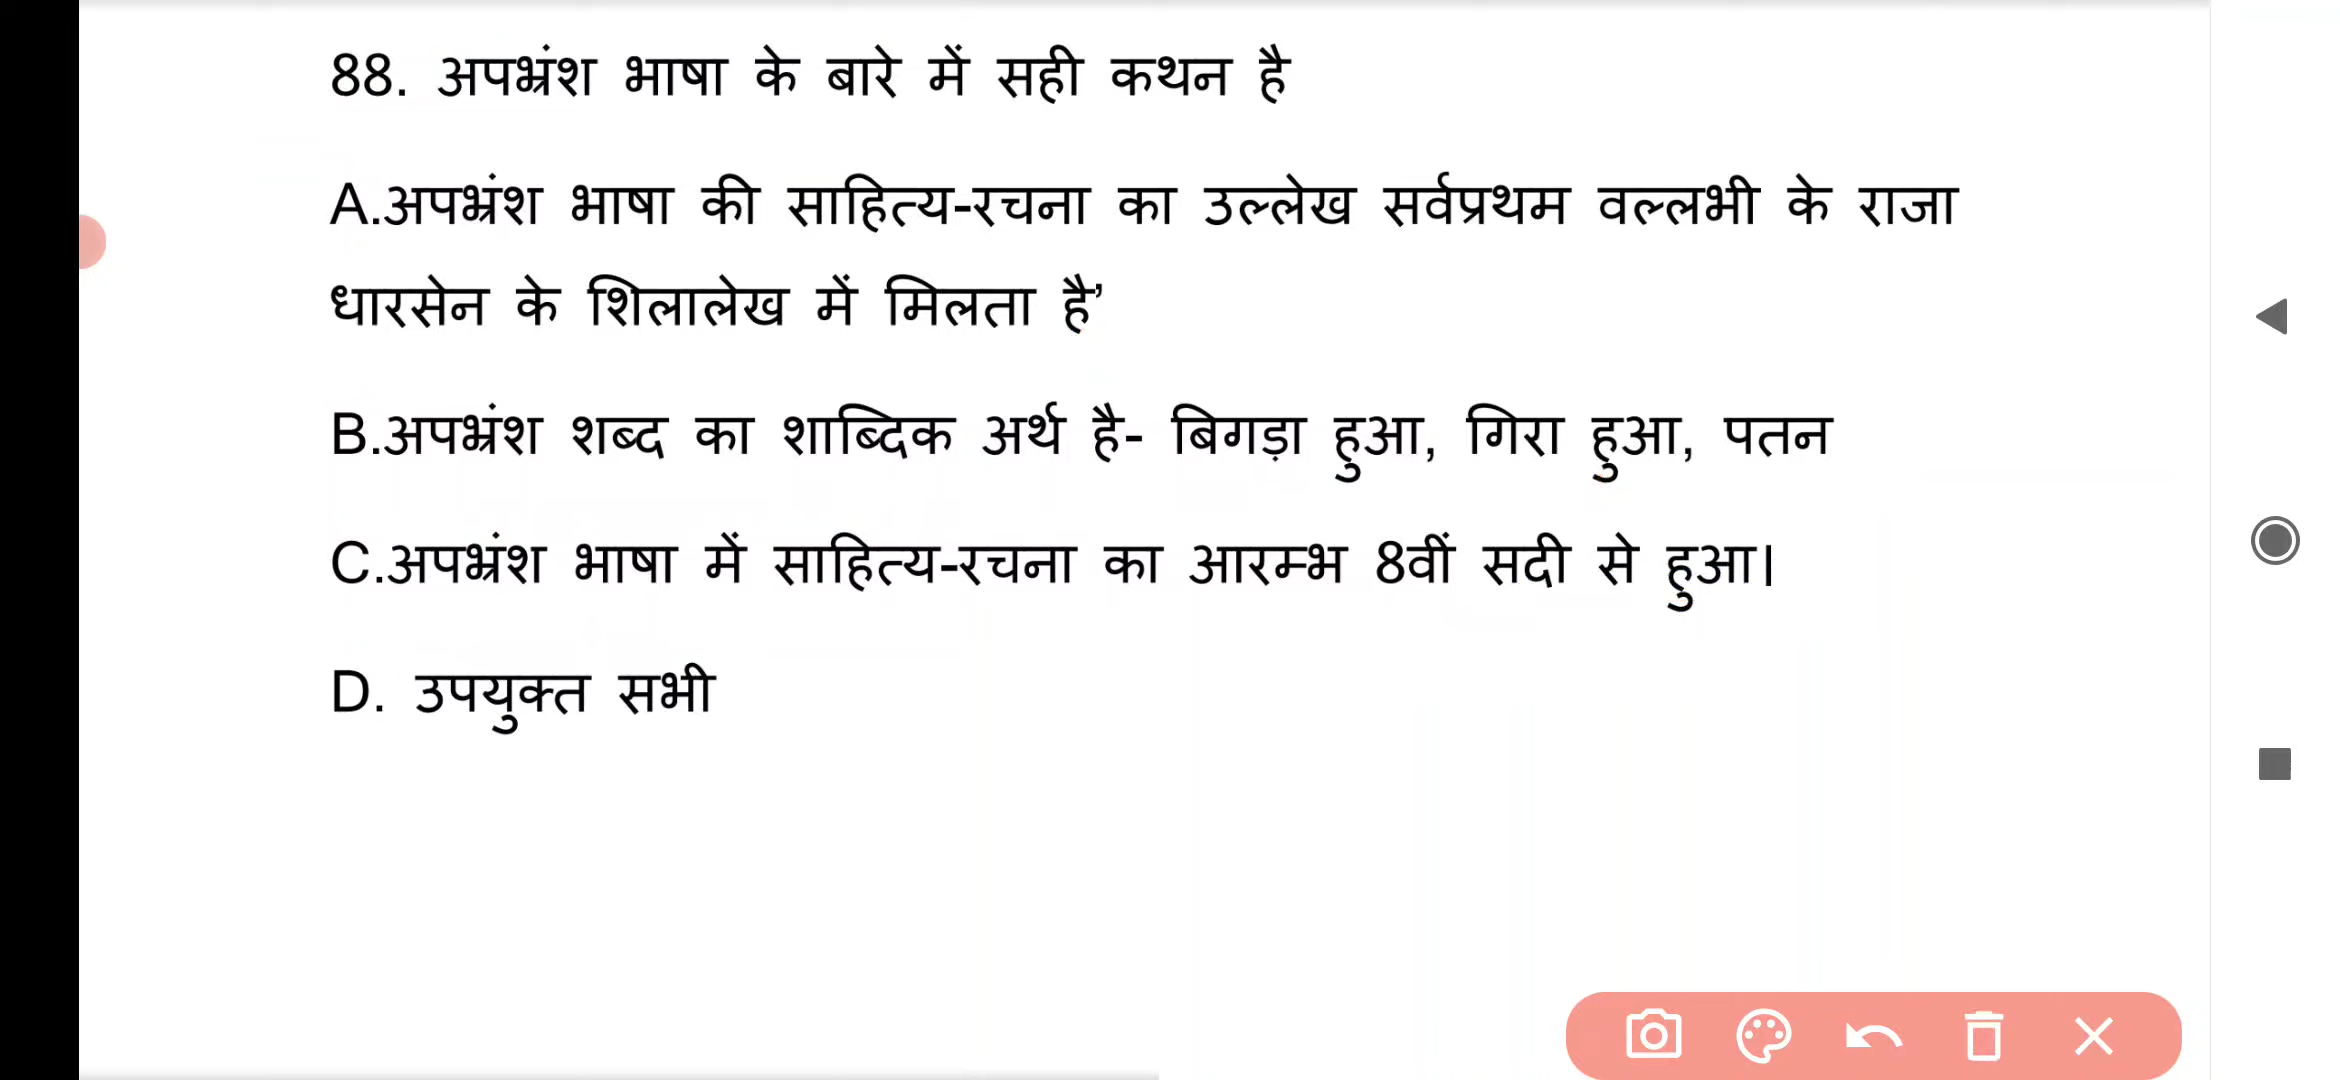 88. अपभ्रंश भाषा के बारे में सही कथन है
A.अपभ्रंश भाषा की साहित्य-रचना का उल्लेख सर्वप्रथम वल्लभी के राजा
धारसेन के शिलालेख में मिलता है’
B.अपभ्रंश शब्द का शाब्दिक अर्थ है- बिगड़ा हुआ, गिरा हुआ, पतन
C.अपभ्रंश भाषा में साहित्य-रचना का आरम्भ 8वीं सदी से हुआ।
D. उपयुक्त सभी